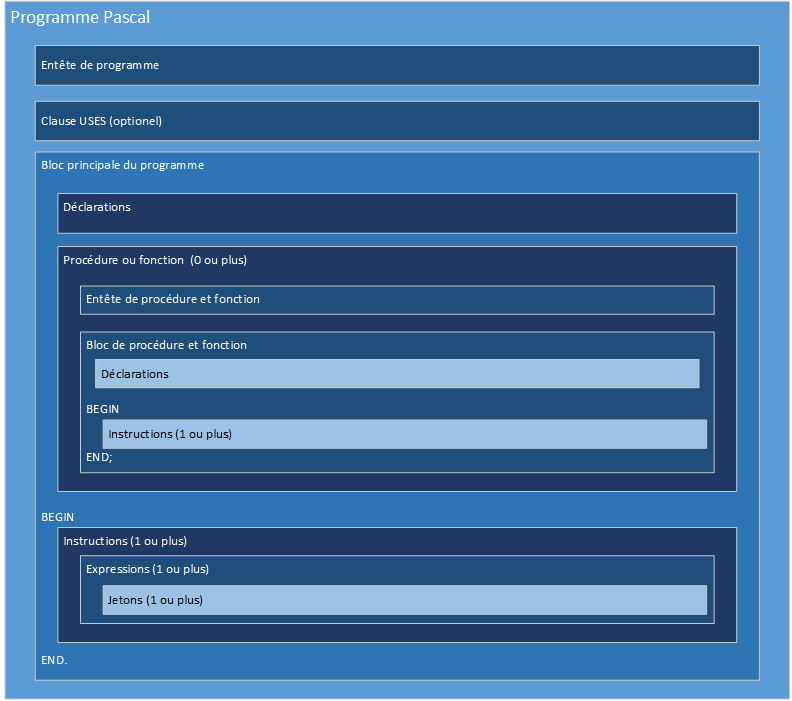 Programme Pascal
Entête de programme
Clause USES (optionel)
Bloc principale du programme
Déclarations
Procédure ou fonction (0 ou plus)
Entête de procédure et fonction
Bloc de procédure et fonction
Déclarations
BEGIN
Instructions (1 ou plus)
END;
BEGIN
Instructions (1 ou plus)
Expressions (1 ou plus)
Jetons (1 ou plus)
END.